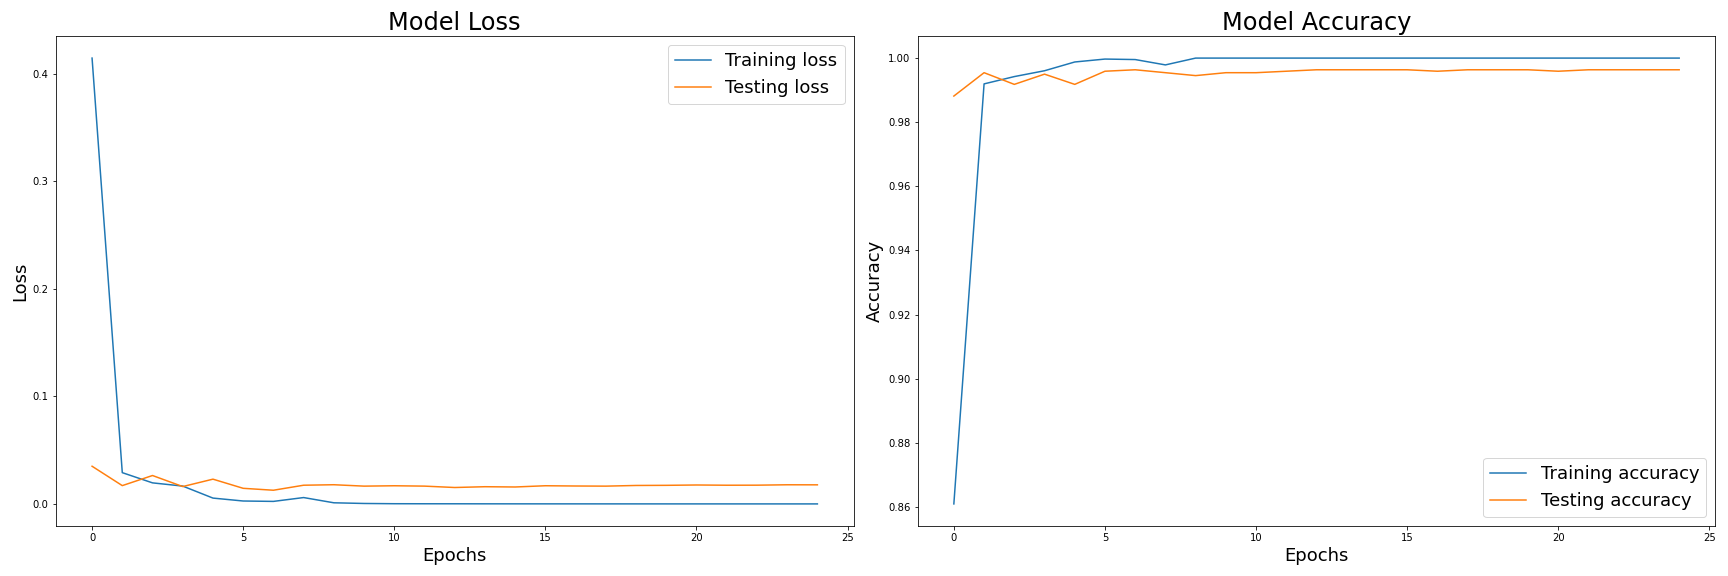 Model Loss
Training loss
Testing loss
0.4
0.3
0.2
0.1
0.0
Loss
0
5
10
15
20
25
Epochs
Model Accuracy
1.00
0.98
0.96
0.94
0.92
0.90
0.88
0.86
Accuracy
Training accuracy
Testing accuracy
0
5
10
15
20
25
Epochs